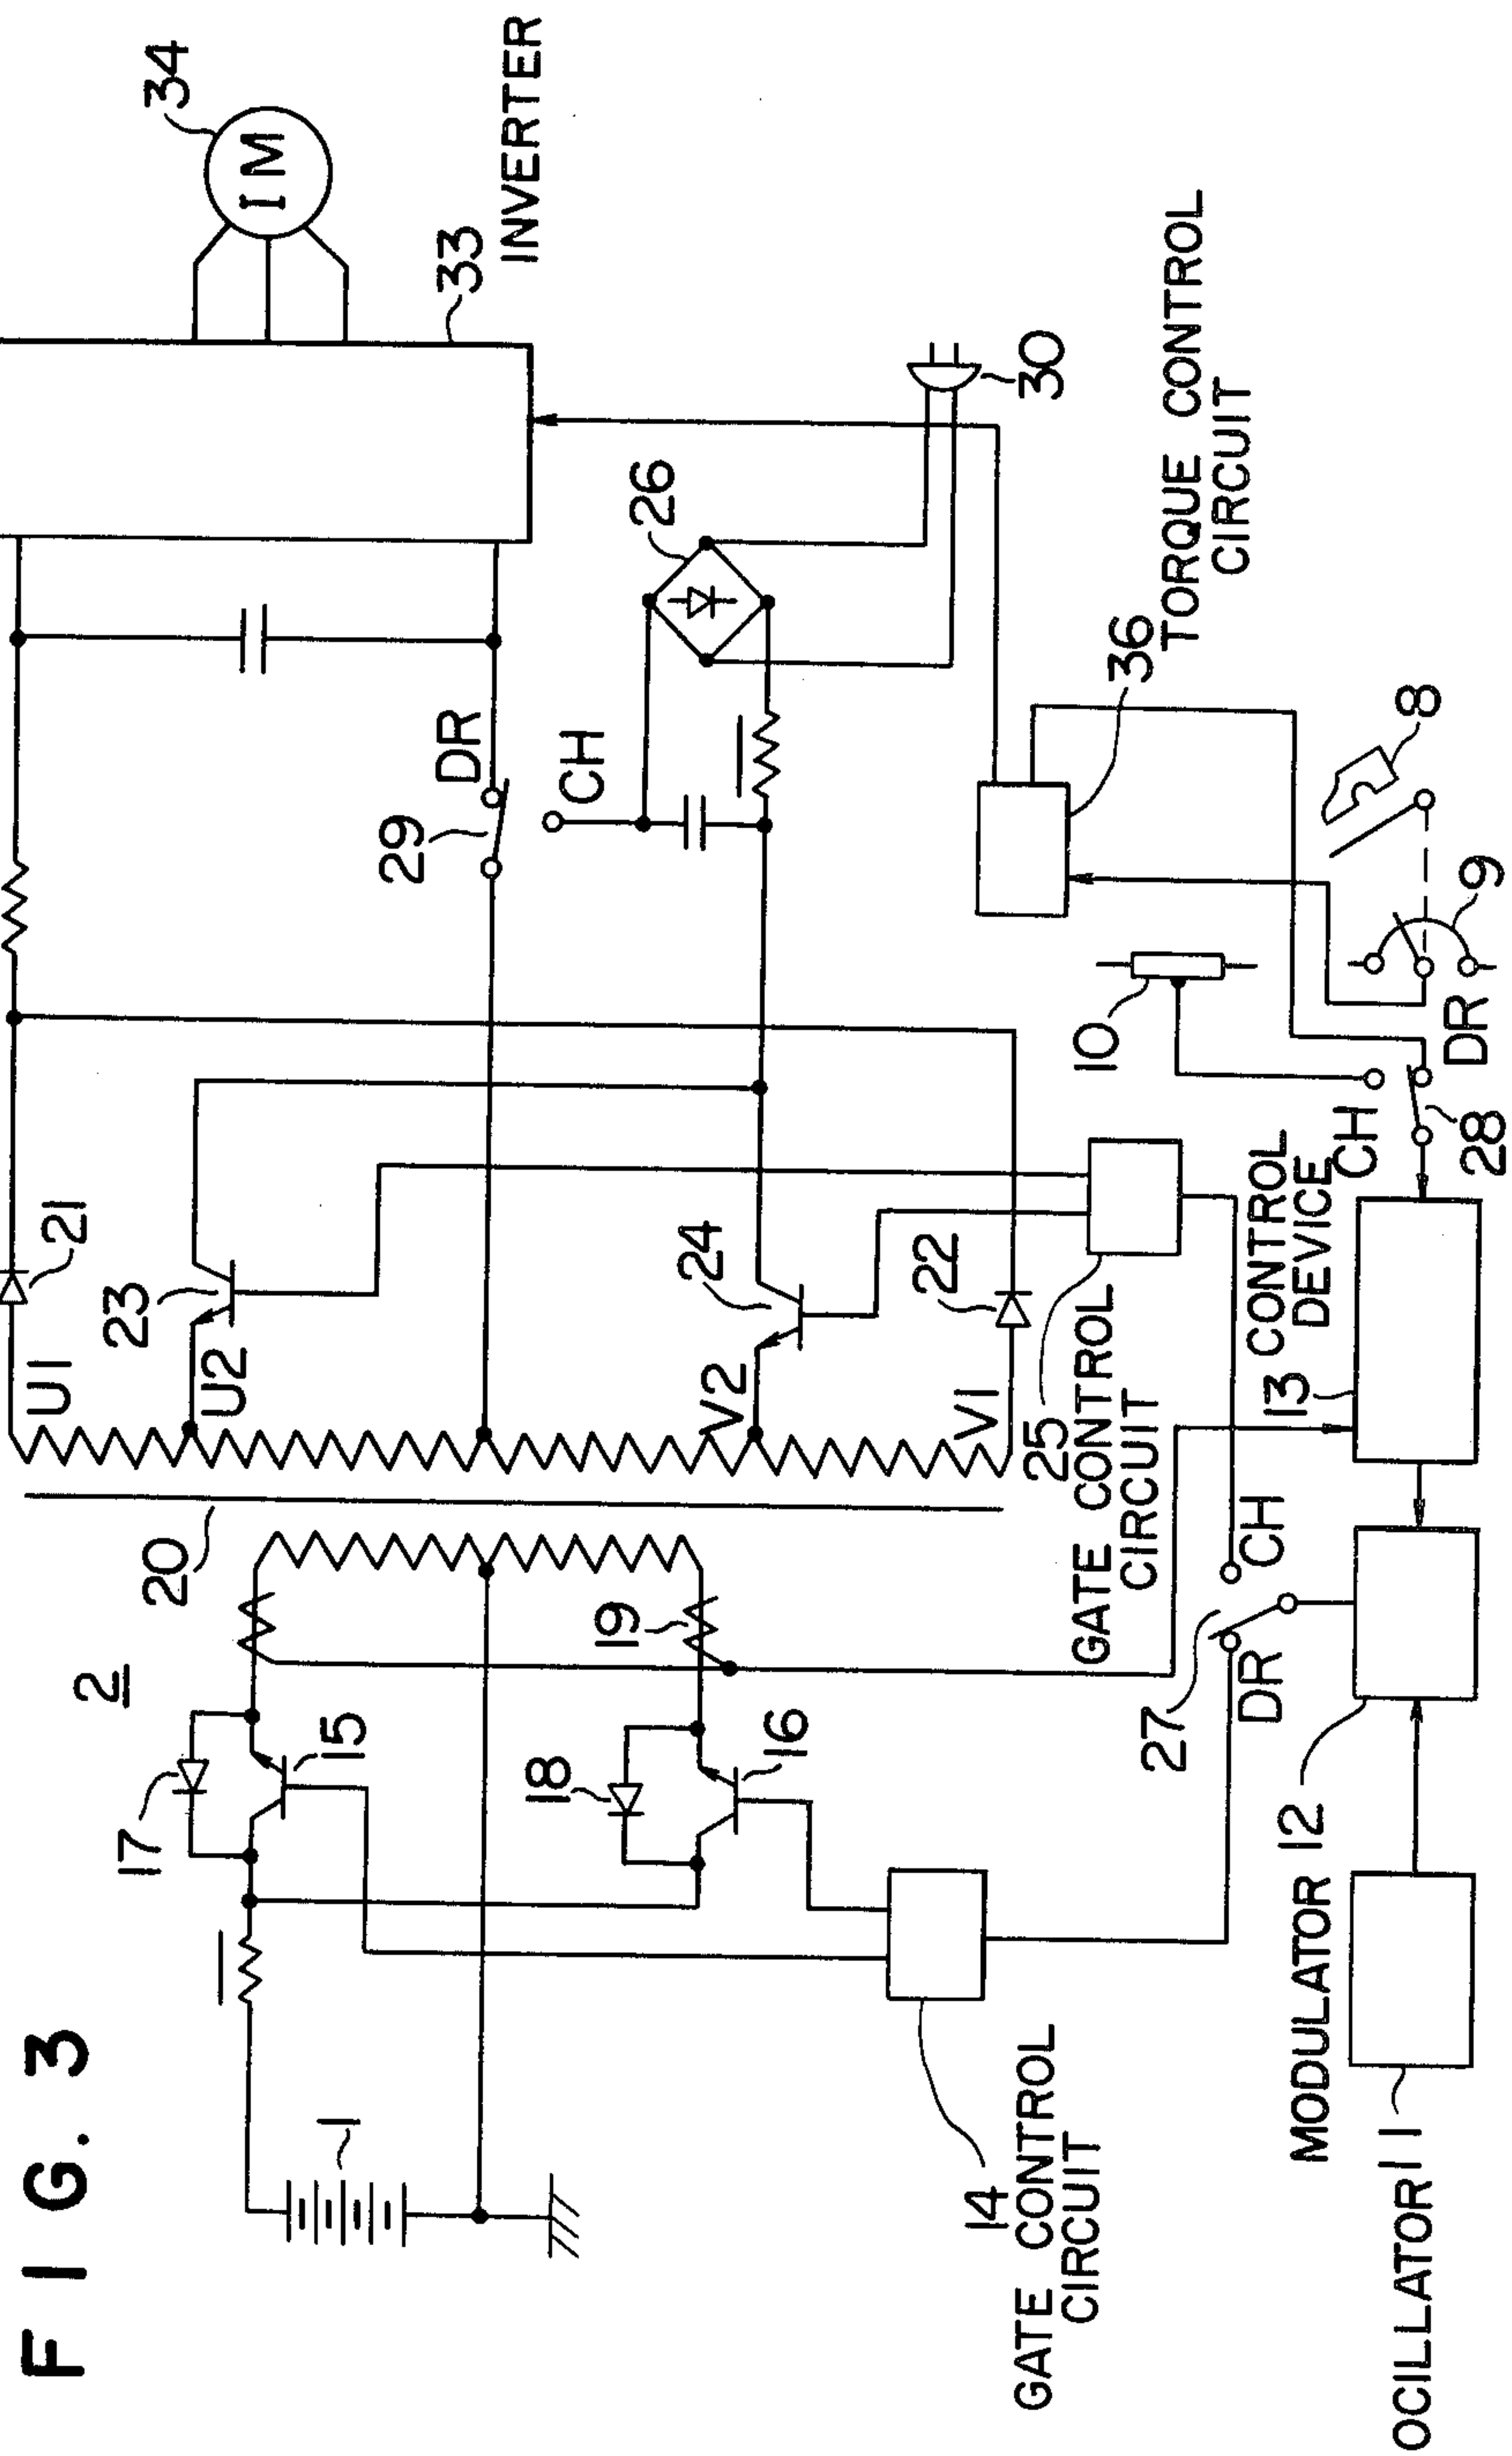 FIG. 3
2
1
17
15
18
16
19
20
U1
U2
V2
V1
21
23
24
22
29
DR
CH
26
30
33
INVERTER
34
IM
14
GATE CONTROL
CIRCUIT
25
GATE CONTROL
CIRCUIT
27
DR
CH
10
36
TORQUE CONTROL
CIRCUIT
OCILLATOR 11
MODULATOR 12
13
CONTROL
DEVICE
CH
28
DR
9
8